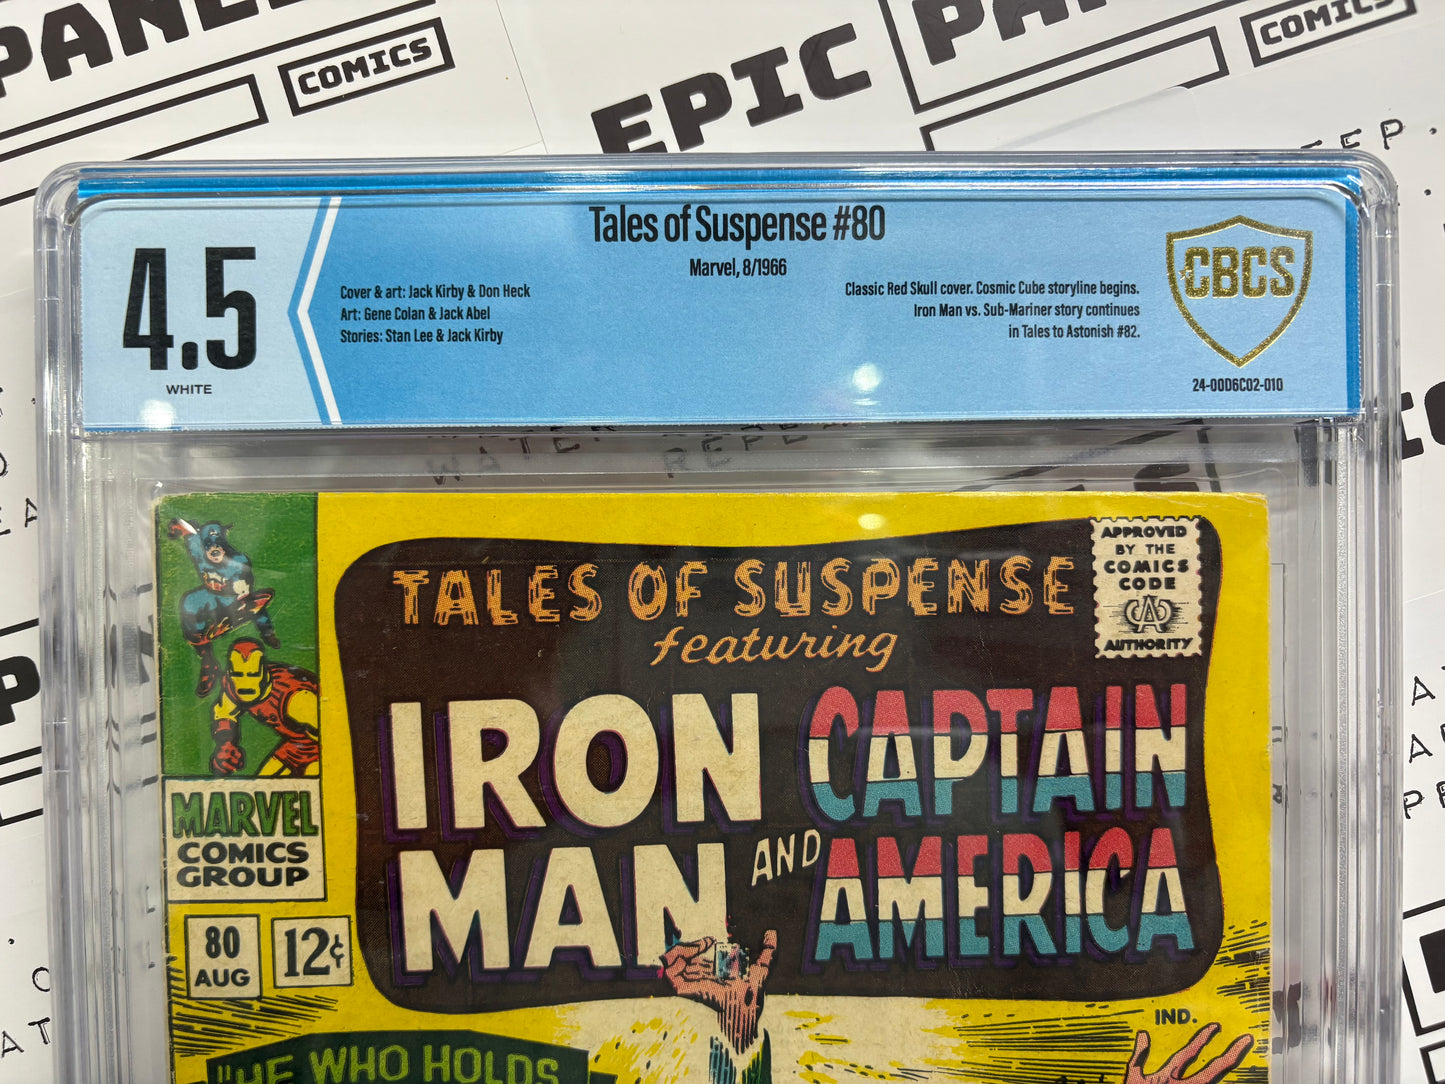 PANEL
COMICS
EPIC PANEL
COMICS
Tales of Suspense #80
Marvel, 8/1966
4.5
WHITE
Cover & art: Jack Kirby & Don Heck
Art: Gene Colan & Jack Abel
Stories: Stan Lee & Jack Kirby
Classic Red Skull cover. Cosmic Cube storyline begins.
Iron Man vs. Sub-Mariner story continues
in Tales to Astonish #82.
CBCS
24-00D6C02-010
TALES OF SUSPENSE
featuring
IRON MAN
AND
CAPTAIN AMERICA
APPROVED
BY THE
COMICS
CODE
CA
AUTHORITY
MARVEL
COMICS
GROUP
80
AUG
12¢
IND.
"HE WHO HOLDS